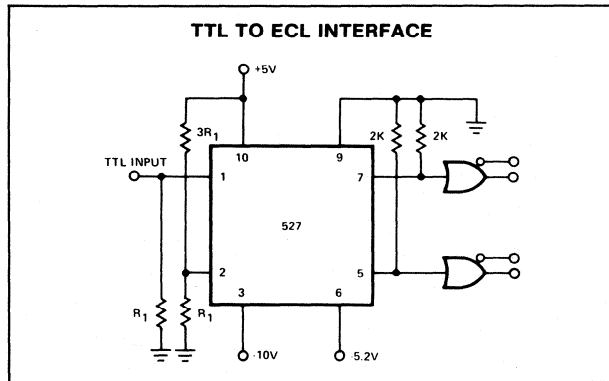 TTL TO ECL INTERFACE
+5V
3R1
2K 2K
TTL INPUT
10 9
1 7
527
2 5
3 6
R1 R1
-10V -5.2V